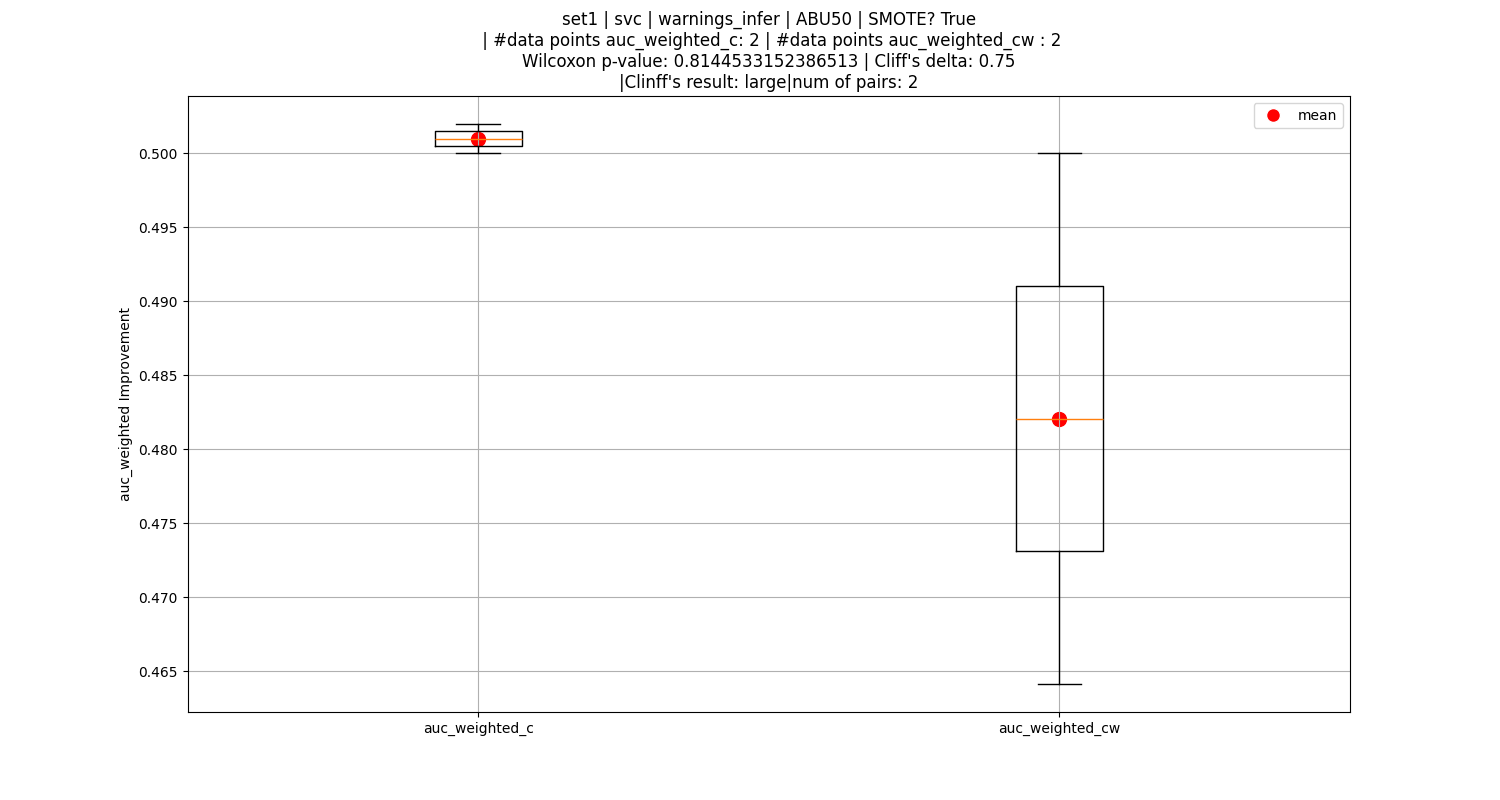 set1 | svc | warnings_infer | ABU50 | SMOTE? True
| #data points auc_weighted_c: 2 | #data points auc_weighted_cw : 2
Wilcoxon p-value: 0.8144533152386513 | Cliff's delta: 0.75
|Clinff's result: large|num of pairs: 2
mean
0.500
0.495
0.490
0.485
0.480
0.475
0.470
0.465
auc_weighted Improvement
auc_weighted_c
auc_weighted_cw